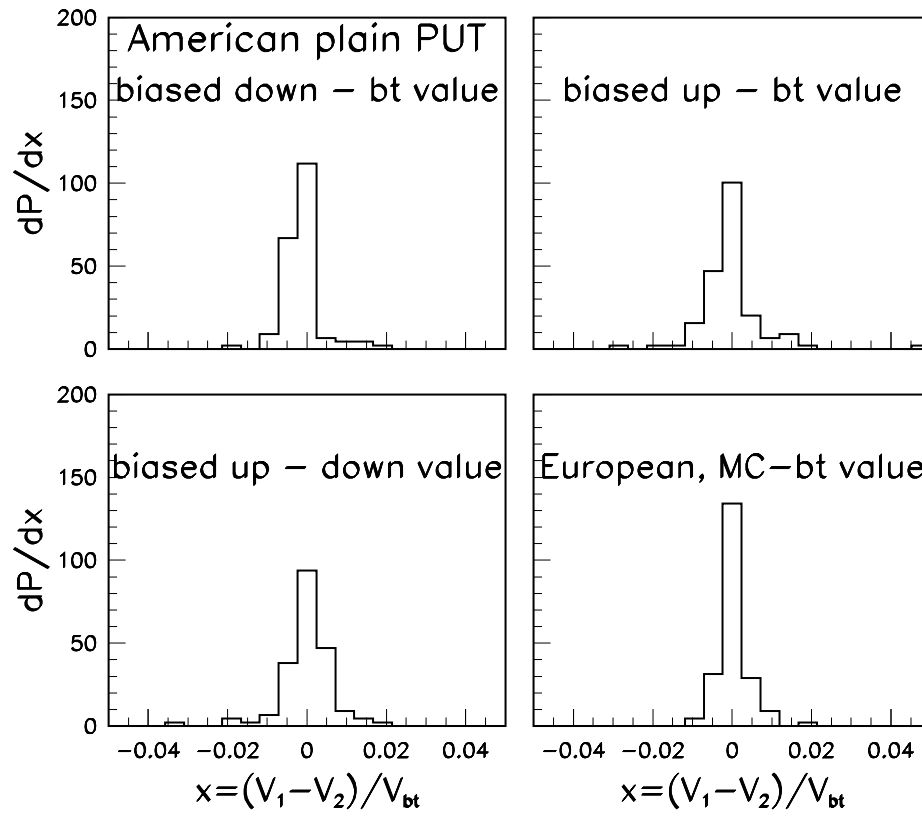 200
American plain PUT
biased down − bt value
150
100
50
0
dP/dx
biased up − bt value
200
biased up − down value
150
100
50
0
dP/dx
−0.04 −0.02 0 0.02 0.04
x=(V₁−V₂)/V_bt
European, MC−bt value
−0.04 −0.02 0 0.02 0.04
x=(V₁−V₂)/V_bt